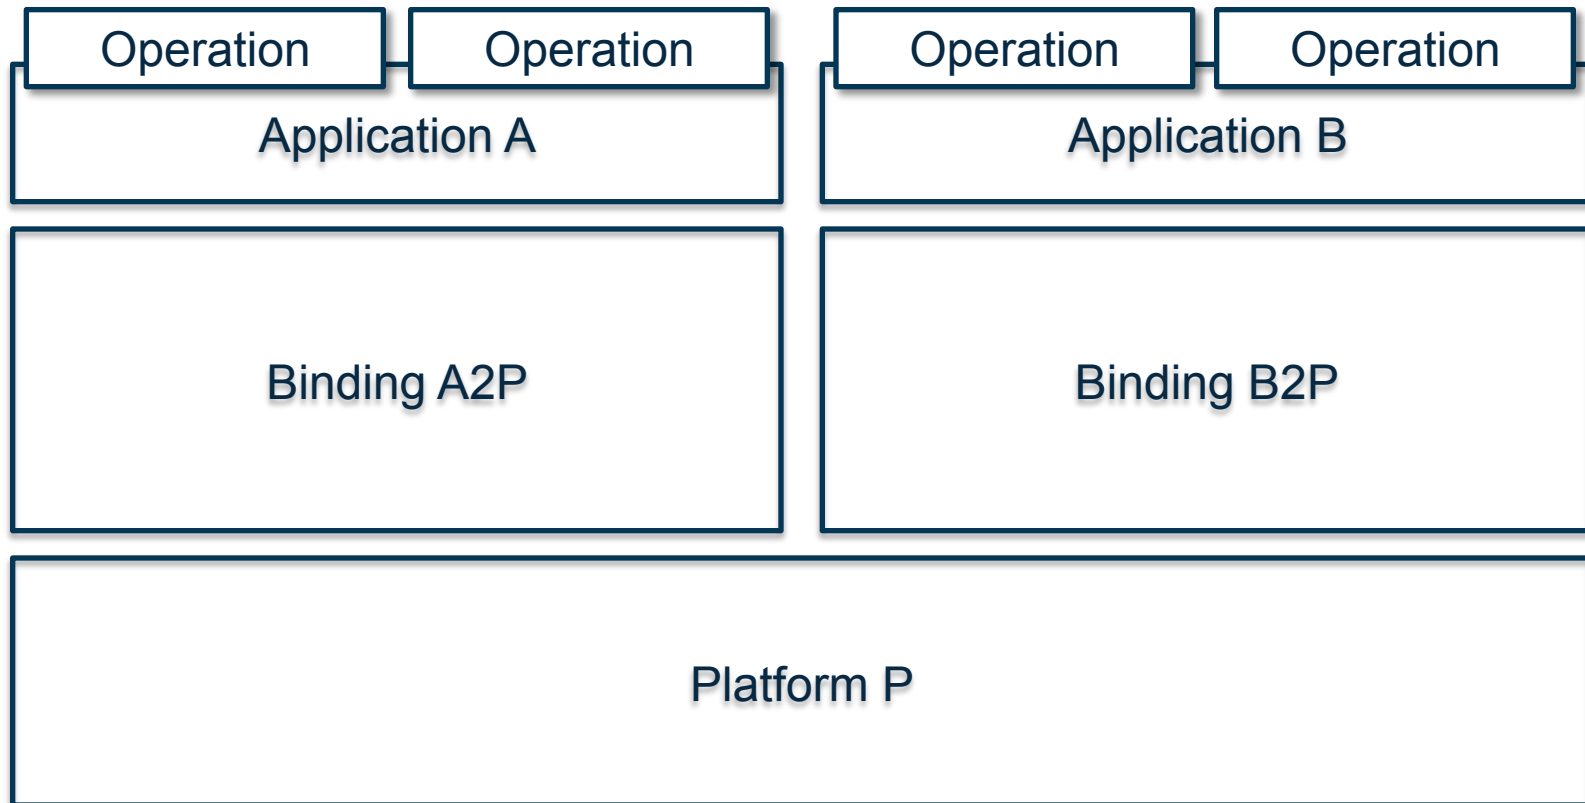 Operation
Operation
Operation
Operation
Application A
Application B
Binding A2P
Binding B2P
Platform P